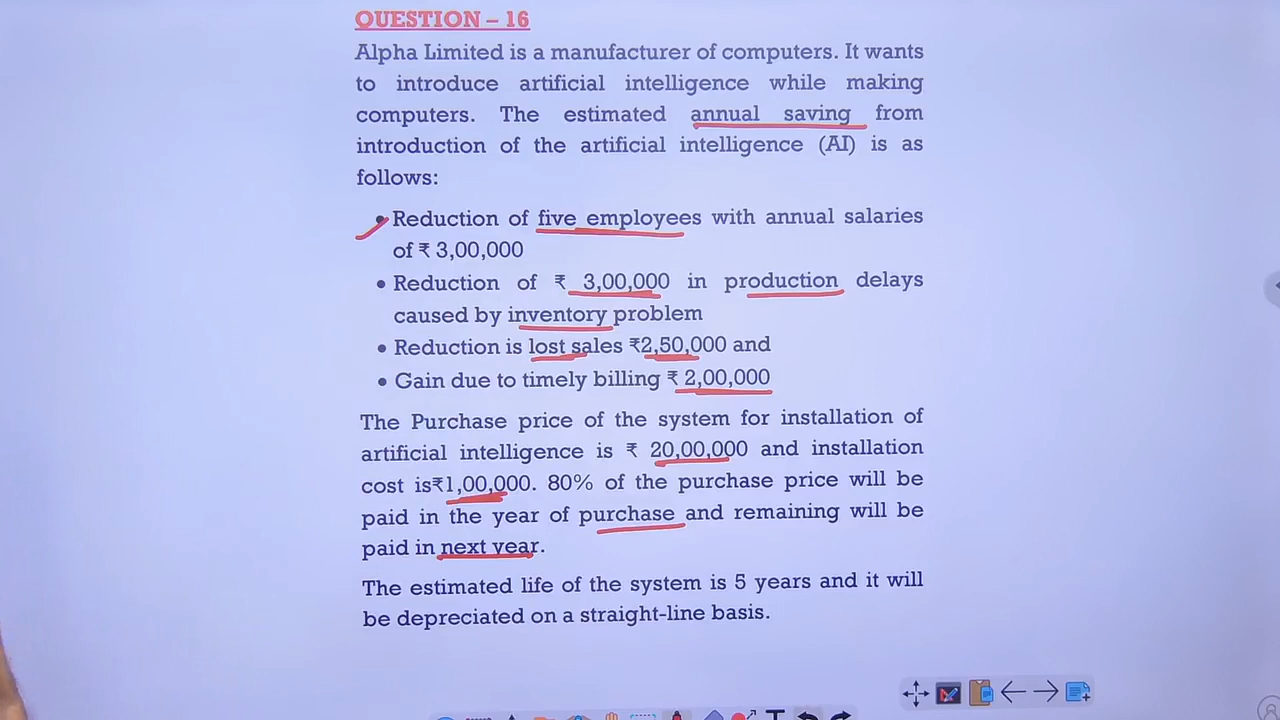 QUESTION – 16
Alpha Limited is a manufacturer of computers. It wants
to introduce artificial intelligence while making
computers. The estimated annual saving from
introduction of the artificial intelligence (AI) is as
follows:
• Reduction of five employees with annual salaries
of ₹ 3,00,000
• Reduction of ₹ 3,00,000 in production delays
caused by inventory problem
• Reduction is lost sales ₹2,50,000 and
• Gain due to timely billing ₹ 2,00,000
The Purchase price of the system for installation of
artificial intelligence is ₹ 20,00,000 and installation
cost is₹1,00,000. 80% of the purchase price will be
paid in the year of purchase and remaining will be
paid in next year.
The estimated life of the system is 5 years and it will
be depreciated on a straight-line basis.